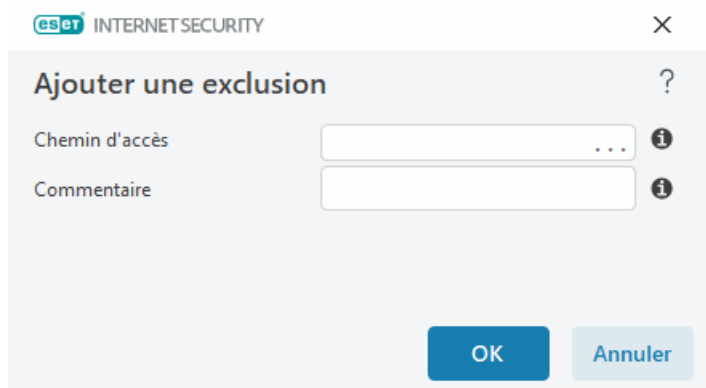 eset INTERNET SECURITY
Ajouter une exclusion
?
Chemin d'accès
...
Commentaire
OK
Annuler